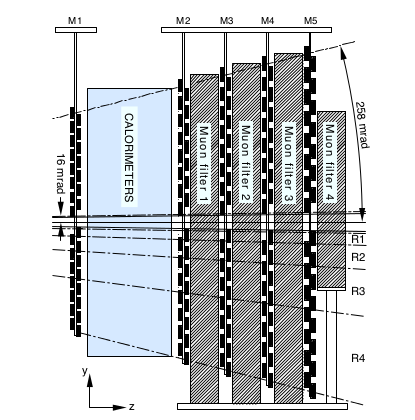 M1
M2
M3
M4
M5
CALORIMETERS
Muon filter 1
Muon filter 2
Muon filter 3
Muon filter 4
258 mrad
16 mrad
R1
R2
R3
R4
y
z